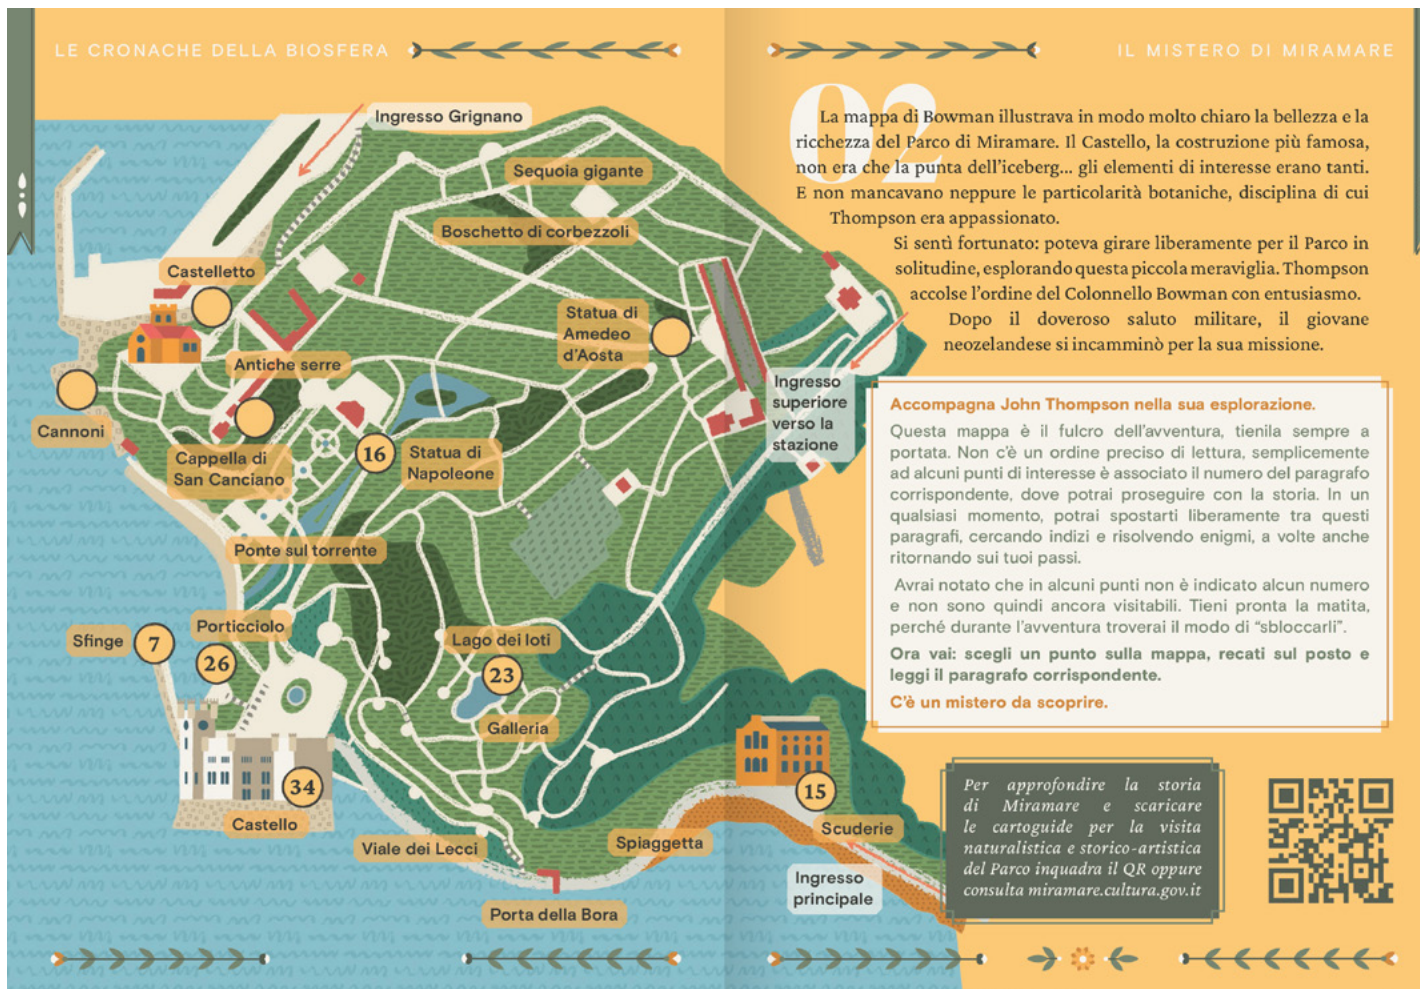 LE CRONACHE DELLA BIOSFERA
Ingresso Grignano
Sequoia gigante
Boschetto di corbezzoli
Castelletto
Statua di
Amedeo
d'Aosta
Antiche serre
Ingresso
superiore
verso la
stazione
Cannoni
Cappella di
San Canciano
16
Statua di
Napoleone
Ponte sul torrente
Sfinge
7
Porticciolo
26
Lago dei loti
23
Galleria
34
Castello
15
Scuderie
Viale dei Lecci
Spiaggetta
Ingresso
principale
Porta della Bora
IL MISTERO DI MIRAMARE
02
La mappa di Bowman illustrava in modo molto chiaro la bellezza e la
ricchezza del Parco di Miramare. Il Castello, la costruzione più famosa,
non era che la punta dell'iceberg... gli elementi di interesse erano tanti.
E non mancavano neppure le particolarità botaniche, disciplina di cui
Thompson era appassionato.
Si sentì fortunato: poteva girare liberamente per il Parco in
solitudine, esplorando questa piccola meraviglia. Thompson
accolse l'ordine del Colonnello Bowman con entusiasmo.
Dopo il doveroso saluto militare, il giovane
neozelandese si incamminò per la sua missione.
Accompagna John Thompson nella sua esplorazione.
Questa mappa è il fulcro dell'avventura, tienila sempre a
portata. Non c'è un ordine preciso di lettura, semplicemente
ad alcuni punti di interesse è associato il numero del paragrafo
corrispondente, dove potrai proseguire con la storia. In un
qualsiasi momento, potrai spostarti liberamente tra questi
paragrafi, cercando indizi e risolvendo enigmi, a volte anche
ritornando sui tuoi passi.
Avrai notato che in alcuni punti non è indicato alcun numero
e non sono quindi ancora visitabili. Tieni pronta la matita,
perché durante l'avventura troverai il modo di "sbloccarli".
Ora vai: scegli un punto sulla mappa, recati sul posto e
leggi il paragrafo corrispondente.
C'è un mistero da scoprire.
Per approfondire la storia
di Miramare e scaricare
le cartoguide per la visita
naturalistica e storico-artistica
del Parco inquadra il QR oppure
consulta miramare.cultura.gov.it